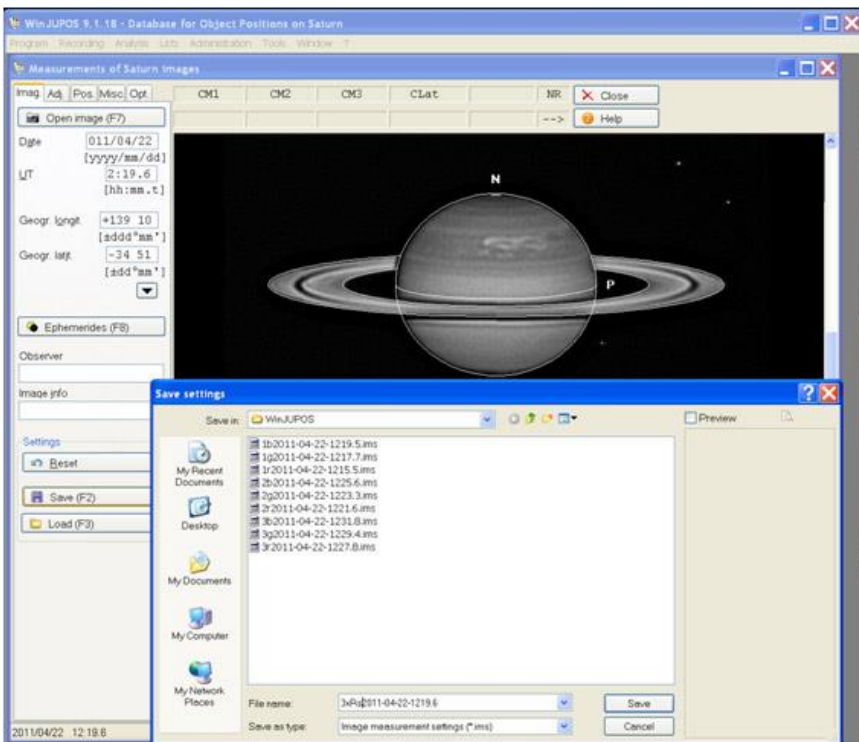 WinJUPOS 9.1.18 - Database for Object Positions on Saturn
Program Recording Analysis Lists Administration Tools Window ?
Measurements of Saturn images
Imag. Adj. Pos. Misc. Opt. CM1 CM2 CM3 CLat NR Close
Open image (F7) --> Help
Date 011/04/22
[yyyy/mm/dd]
UT 2:19.6
[hh:mm.t]
N
Geogr. longit. +139 10
[±ddd°mm']
Geogr. latit. -34 51
[±dd°mm']
P
Ephemerides (F8)
Observer
Image info
Save settings
Save in: WinJUPOS Preview
Settings
Reset
Save (F2)
Load (F3)
My Recent Documents
Desktop
My Documents
My Computer
My Network Places
1b2011-04-22-1219.5.ims
1g2011-04-22-1217.7.ims
1r2011-04-22-1215.5.ims
2b2011-04-22-1225.6.ims
2g2011-04-22-1223.3.ims
2r2011-04-22-1221.6.ims
3b2011-04-22-1231.8.ims
3g2011-04-22-1229.4.ims
3r2011-04-22-1227.8.ims
File name: Save
Save as type: Image measurement settings (*.ims) Cancel
2011/04/22 12:19.6